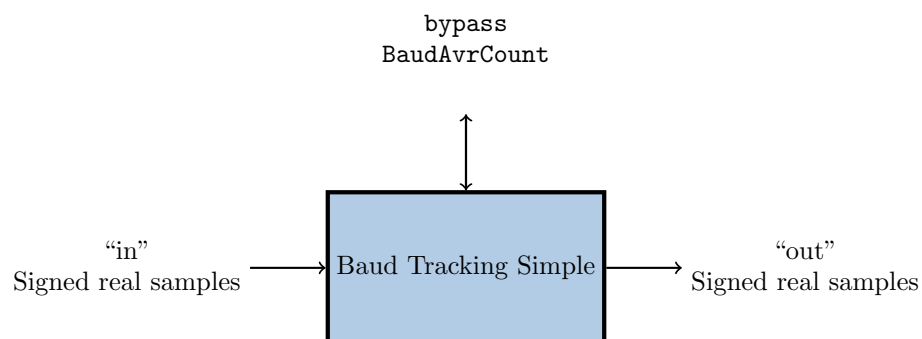 bypass
BaudAvrCount
“in”
Signed real samples
Baud Tracking Simple
“out”
Signed real samples